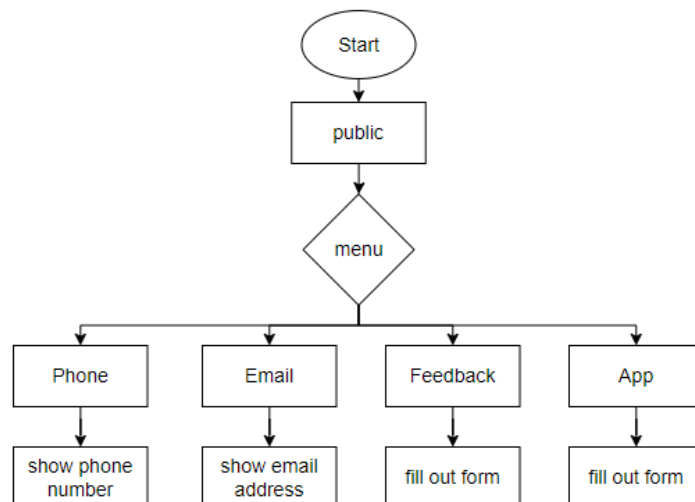 Start
public
menu
Phone
Email
Feedback
App
show phone
number
show email
address
fill out form
fill out form